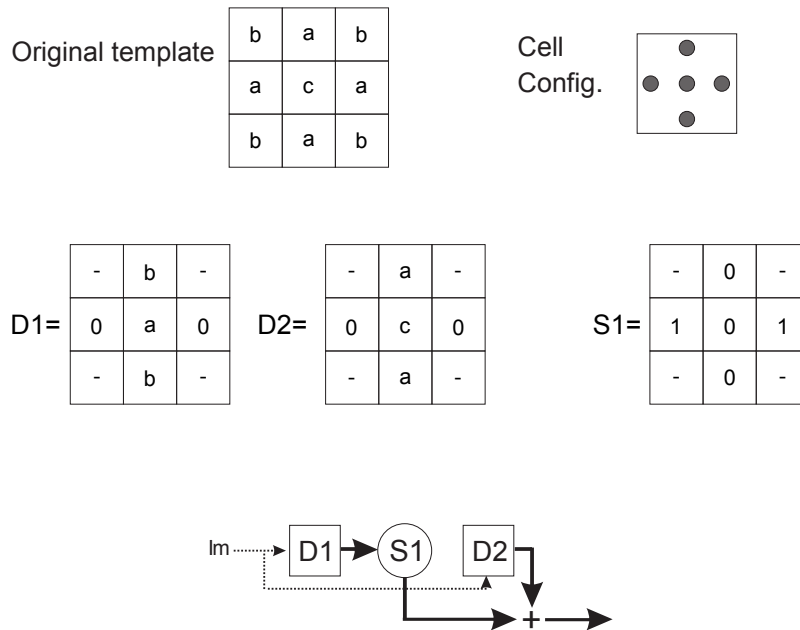 Original template
b a b
a c a
b a b
Cell
Config.
D1=
- b -
0 a 0
- b -
D2=
- a -
0 c 0
- a -
S1=
- 0 -
1 0 1
- 0 -
Im D1 S1 D2
+